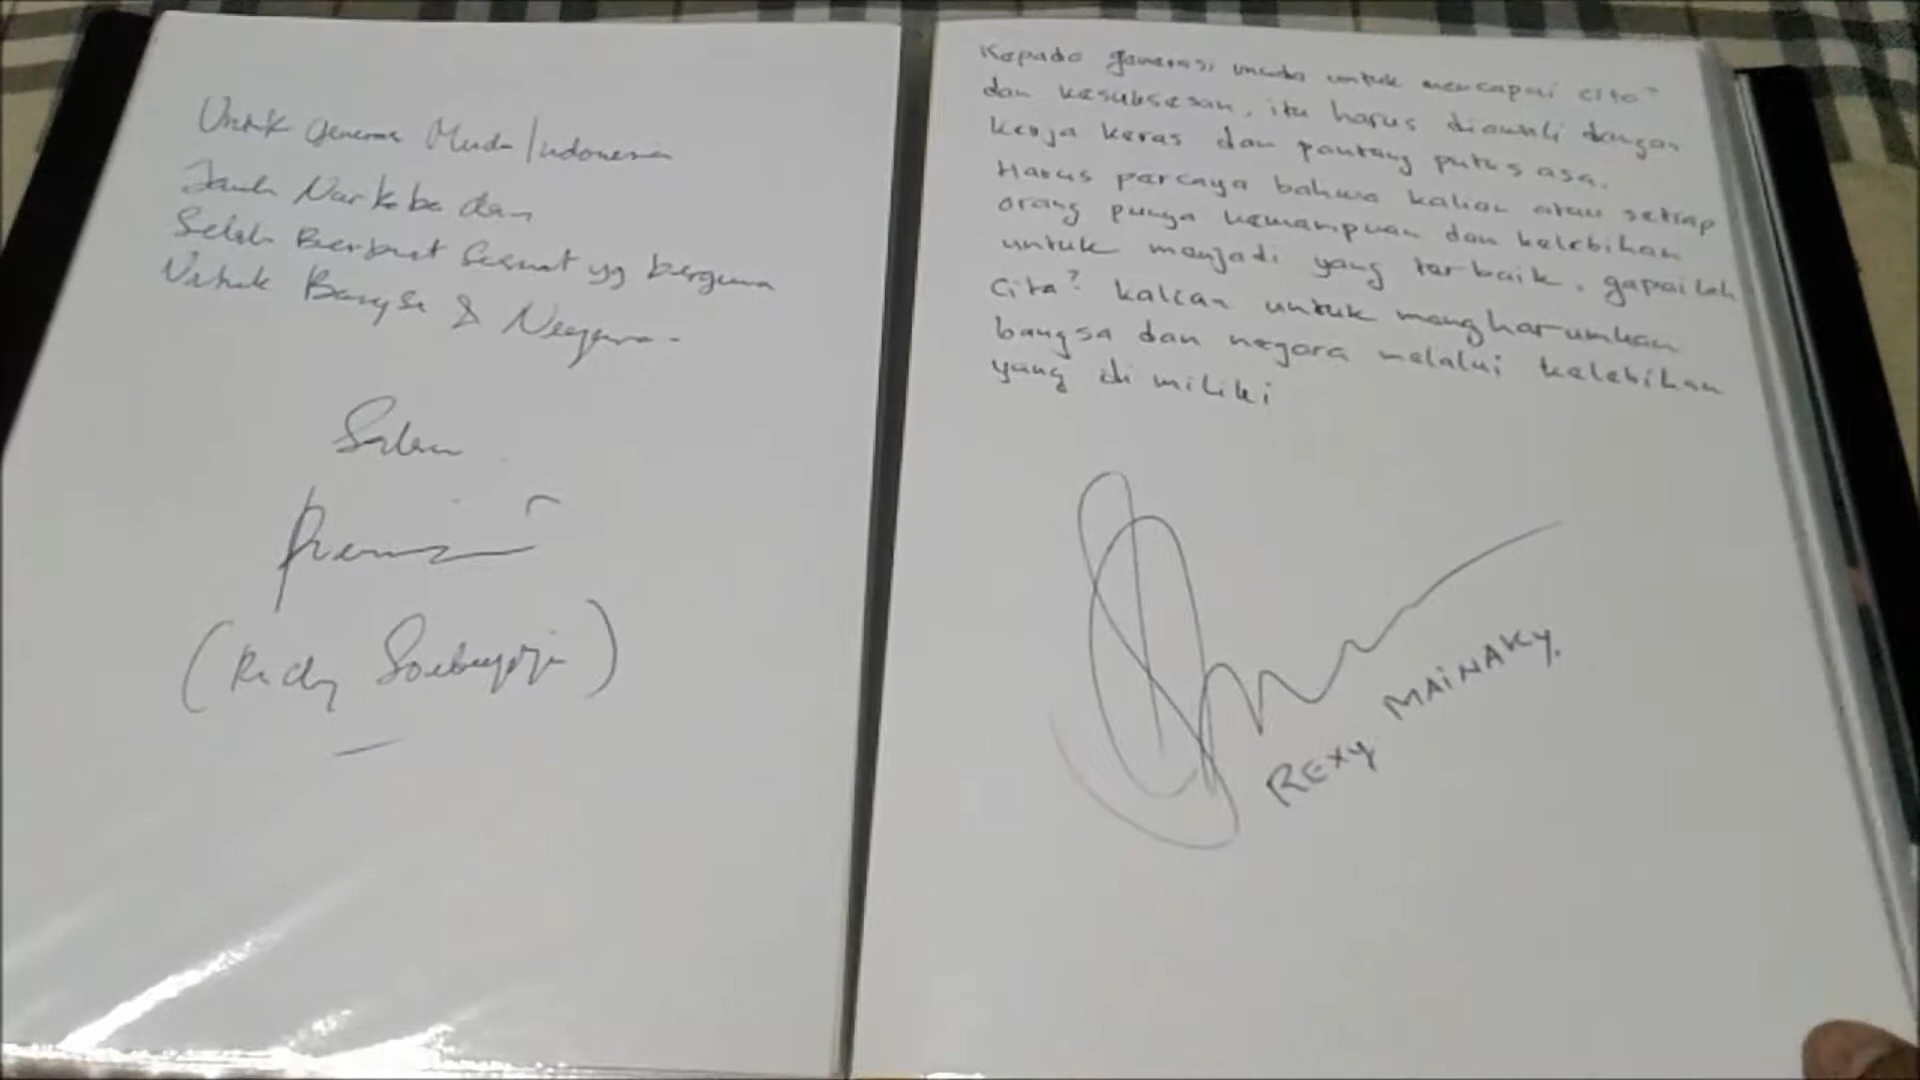 Untuk Generasi Muda Indonesia
Jauhi Narkoba dan
Selalu Berbuat Sesuat yg berguna
Untuk Bangsa & Negara-
Salam
(Rudy
Kepada generasi muda untuk mencapai cita²
dan kesuksesan, itu harus diawali dengan
kerja keras dan pantang putus asa.
Harus percaya bahwa kalian atau setiap
orang punya kemampuan dan kelebihan
untuk menjadi yang terbaik. gapailah
cita² kalian untuk mengharumkan
bangsa dan negara melalui kelebihan
yang di miliki
REXY MAINAKY.